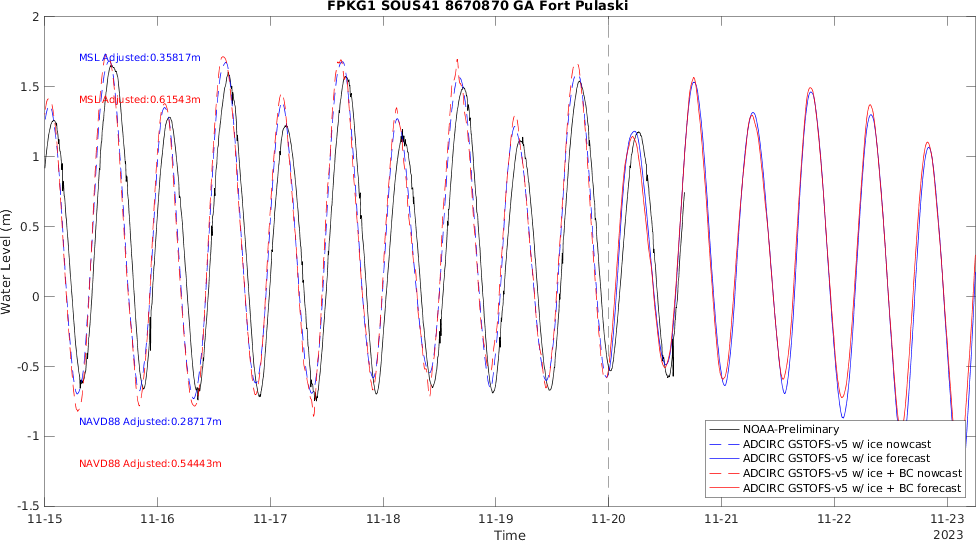 FPKG1 SOUS41 8670870 GA Fort Pulaski
2
1.5
1
0.5
0
-0.5
-1
-1.5
Water Level (m)
MSL Adjusted:0.35817m
MSL Adjusted:0.61543m
NAVD88 Adjusted:0.28717m
NAVD88 Adjusted:0.54443m
NOAA-Preliminary
ADCIRC GSTOFS-v5 w/ ice nowcast
ADCIRC GSTOFS-v5 w/ ice forecast
ADCIRC GSTOFS-v5 w/ ice + BC nowcast
ADCIRC GSTOFS-v5 w/ ice + BC forecast
11-15 11-16 11-17 11-18 11-19 11-20 11-21 11-22 11-23
2023
Time